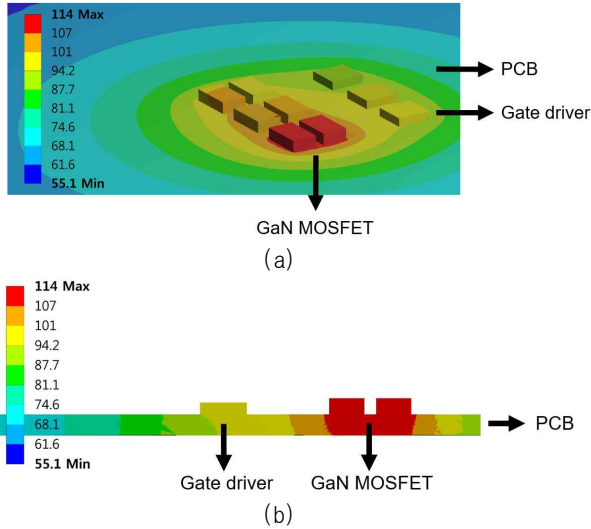 114 Max
107
101
94.2
87.7
81.1
74.6
68.1
61.6
55.1 Min
PCB
Gate driver
GaN MOSFET
(a)
114 Max
107
101
94.2
87.7
81.1
74.6
68.1
61.6
55.1 Min
PCB
Gate driver GaN MOSFET
(b)